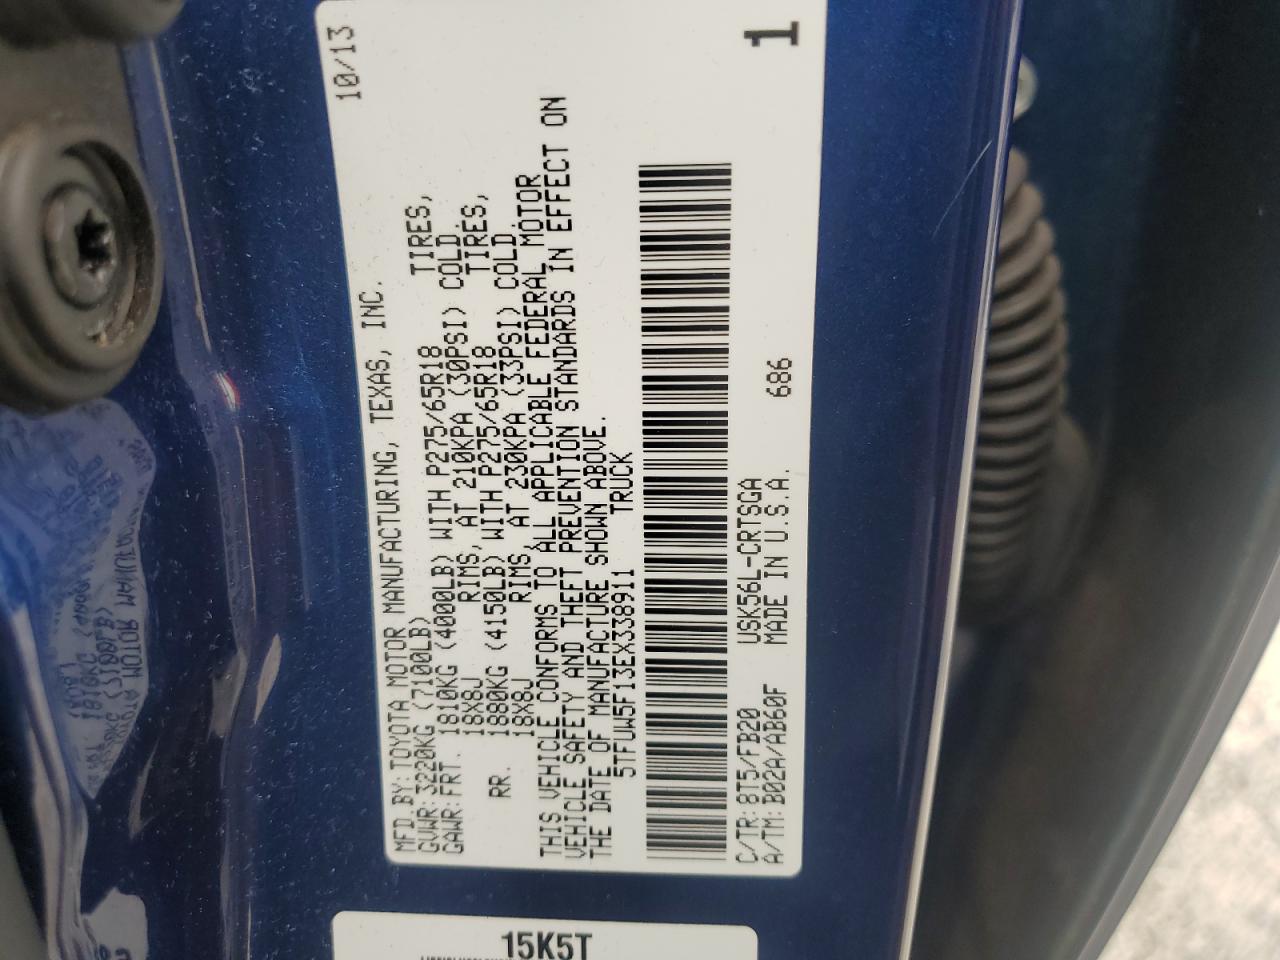 MFD.BY:TOYOTA MOTOR MANUFACTURING, TEXAS, INC. 10/13
GVWR:3220KG (7100LB)
GAWR:FRT. 1810KG (4000LB) WITH P275/65R18 TIRES,
18X8J RIMS, AT 210KPA (30PSI) COLD.
RR. 1880KG (4150LB) WITH P275/65R18 TIRES,
18X8J RIMS, AT 230KPA (33PSI) COLD.
THIS VEHICLE CONFORMS TO ALL APPLICABLE FEDERAL MOTOR
VEHICLE SAFETY AND THEFT PREVENTION STANDARDS IN EFFECT ON
THE DATE OF MANUFACTURE SHOWN ABOVE.
5TFUW5F13EX338911 TRUCK
C/TR:8T5/FB20 USK56L-CRTSGA
A/TM:B02A/AB60F MADE IN U.S.A. 686
1
15K5T